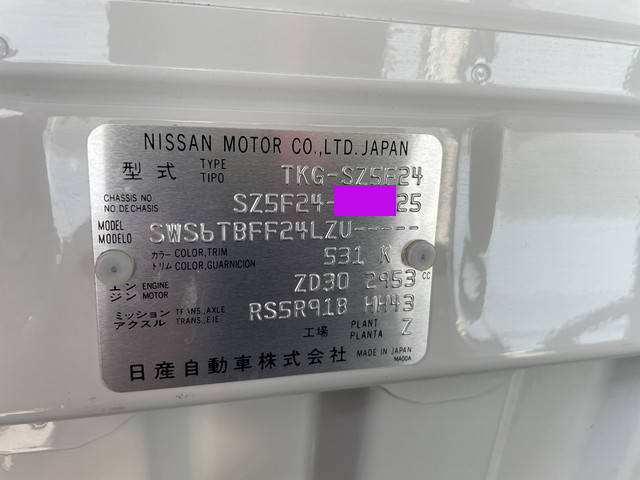 NISSAN MOTOR CO.,LTD. JAPAN
型式 TYPE TIPO TKG-SZ5F24
CHASSIS NO NO. DE CHASIS SZ5F24- 25
MODEL MODELO SWS6TBFF24LZU-----
カラー COLOR,TRIM トリム COLOR,GUARNICION 531 K
エンジン ENGINE MOTOR ZD30 2953 CC
ミッション TRANS.,AXLE アクスル TRANS.,EJE RS5R91B HH43
工場 PLANT PLANTA Z
日産自動車株式会社 MADE IN JAPAN
MA00A